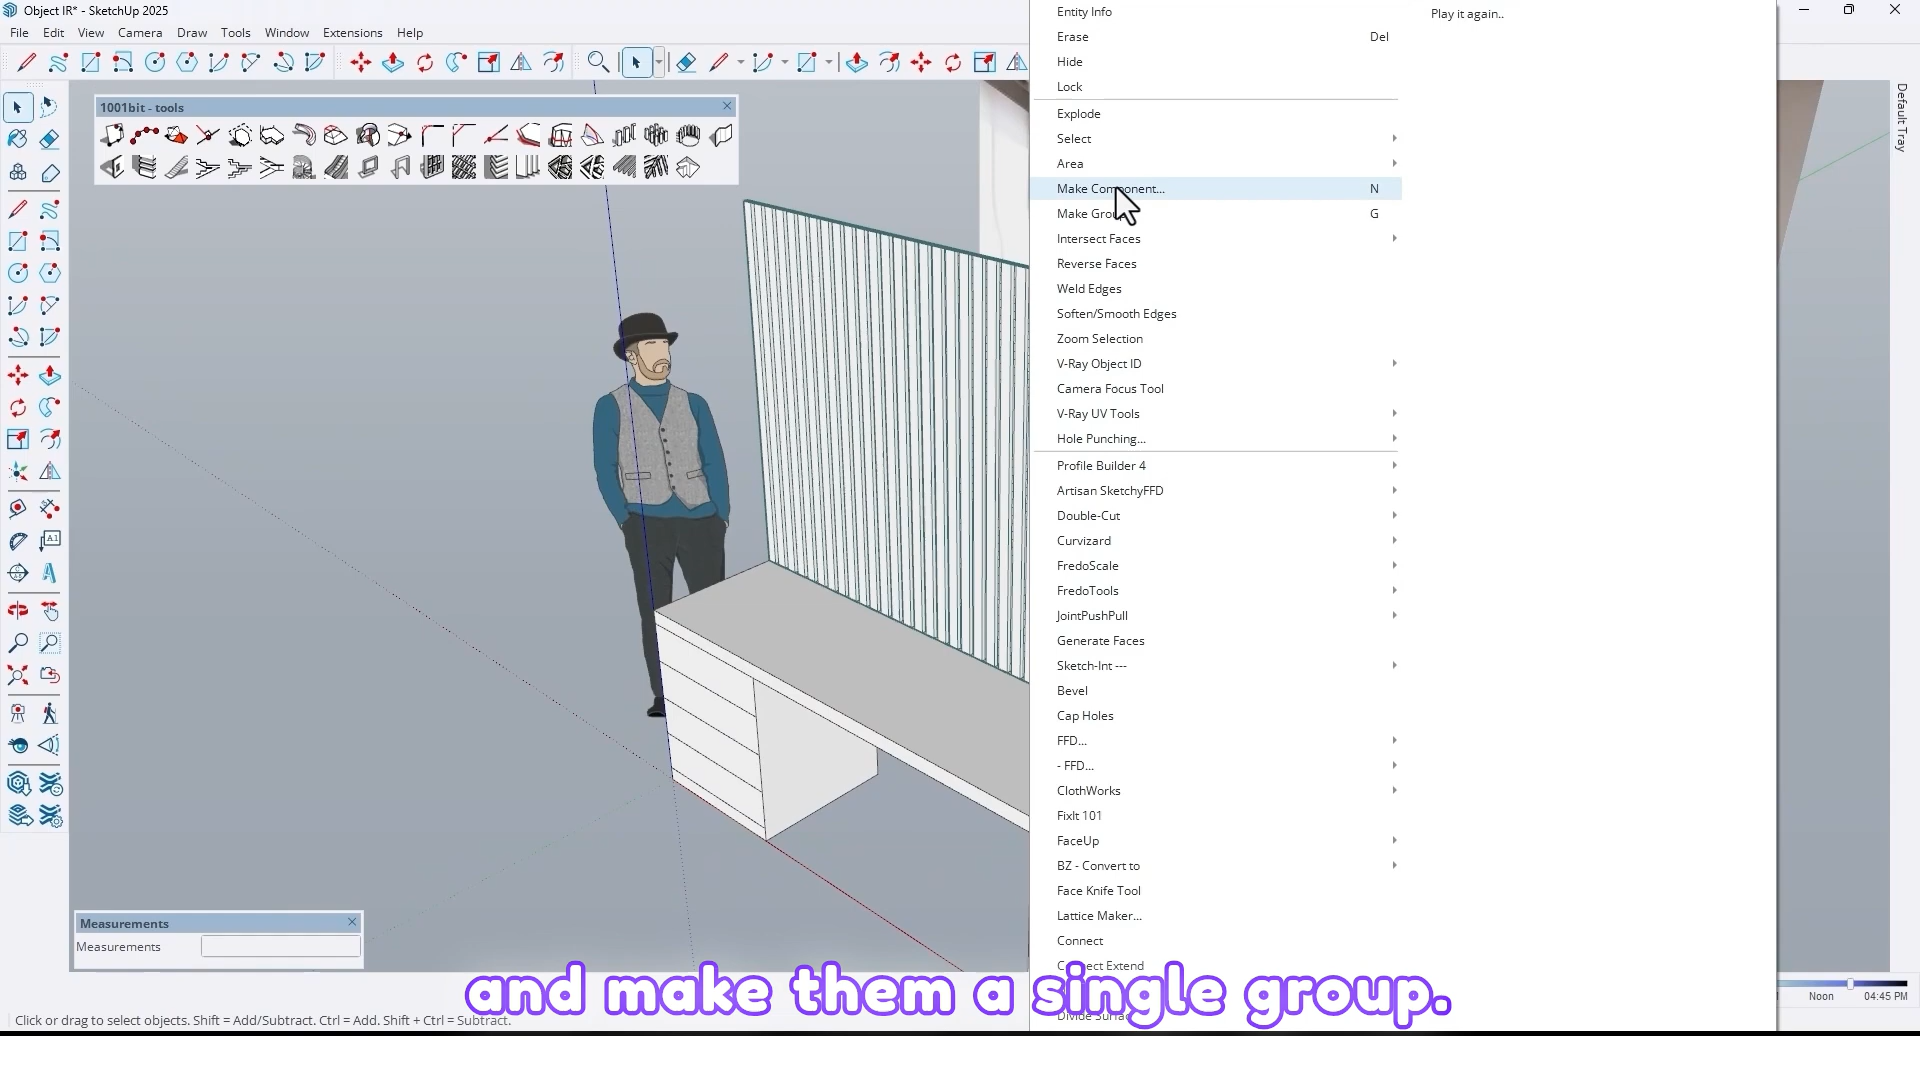 Object IR* - SketchUp 2025
File Edit View Camera Draw Tools Window Extensions Help
1001bit - tools
Entity Info
Erase Del
Hide
Lock
Explode
Select
Area
Make Component... N
Make Group G
Intersect Faces
Reverse Faces
Weld Edges
Soften/Smooth Edges
Zoom Selection
V-Ray Object ID
Camera Focus Tool
V-Ray UV Tools
Hole Punching...
Profile Builder 4
Artisan SketchyFFD
Double-Cut
Curvizard
FredoScale
FredoTools
JointPushPull
Generate Faces
Sketch-Int ---
Bevel
Cap Holes
FFD...
- FFD...
ClothWorks
FixIt 101
FaceUp
BZ - Convert to
Face Knife Tool
Lattice Maker...
Connect
Connect Extend
Play it again..
Default Tray
A1
Measurements
Measurements
Noon 04:45 PM
and make them a single group.
Click or drag to select objects. Shift = Add/Subtract. Ctrl = Add. Shift + Ctrl = Subtract.